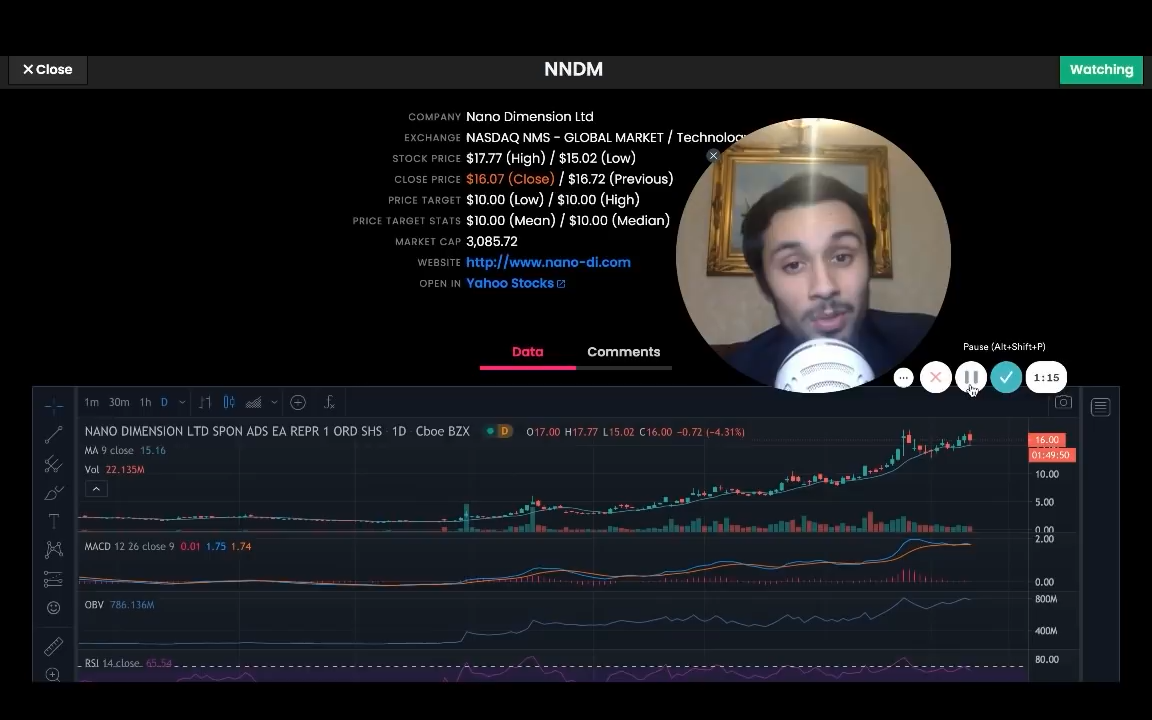 ✕ Close
NNDM
Watching
COMPANY Nano Dimension Ltd
EXCHANGE NASDAQ NMS - GLOBAL MARKET / Technolog
STOCK PRICE $17.77 (High) / $15.02 (Low)
CLOSE PRICE $16.07 (Close) / $16.72 (Previous)
PRICE TARGET $10.00 (Low) / $10.00 (High)
PRICE TARGET STATS $10.00 (Mean) / $10.00 (Median)
MARKET CAP 3,085.72
WEBSITE http://www.nano-di.com
OPEN IN Yahoo Stocks
Pause (Alt+Shift+P)
Data Comments
1:15
1m 30m 1h D
NANO DIMENSION LTD SPON ADS EA REPR 1 ORD SHS · 1D · Cboe BZX D O17.00 H17.77 L15.02 C16.00 −0.72 (−4.31%)
16.00
MA 9 close 15.16
01:49:50
Vol 22.135M
10.00
5.00
0.00
2.00
MACD 12 26 close 9 0.01 1.75 1.74
0.00
OBV 786.136M
800M
400M
RSI 14 close 65.54
80.00